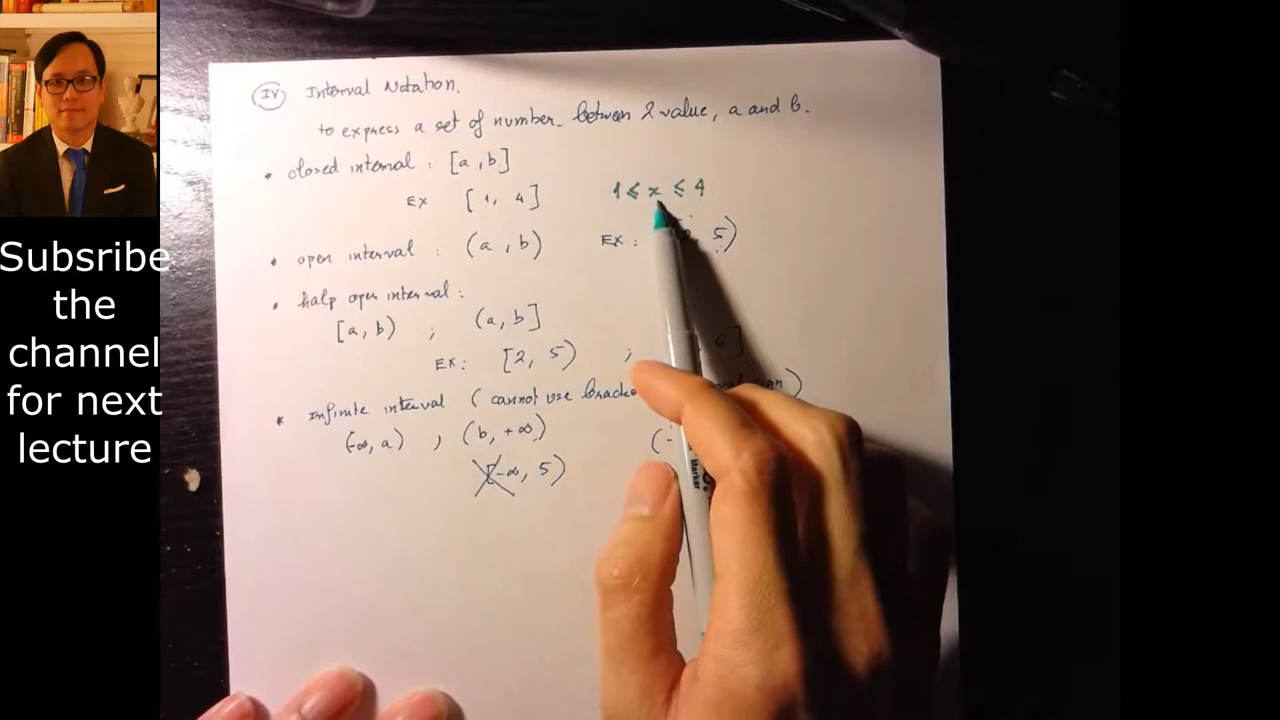 Subsribe
the
channel
for next
lecture
IV Interval Notation.
to express a set of number. between 2 value, a and b.
• closed interval : [a, b]
EX [1, 4] 1 ≤ x ≤ 4
• open interval : (a, b) EX: 5)
• half open interval:
[a, b) ; (a, b]
EX: [2, 5) ;
• Infinite interval (cannot use
(-∞, a) , (b, +∞)
[-∞, 5)
Marker